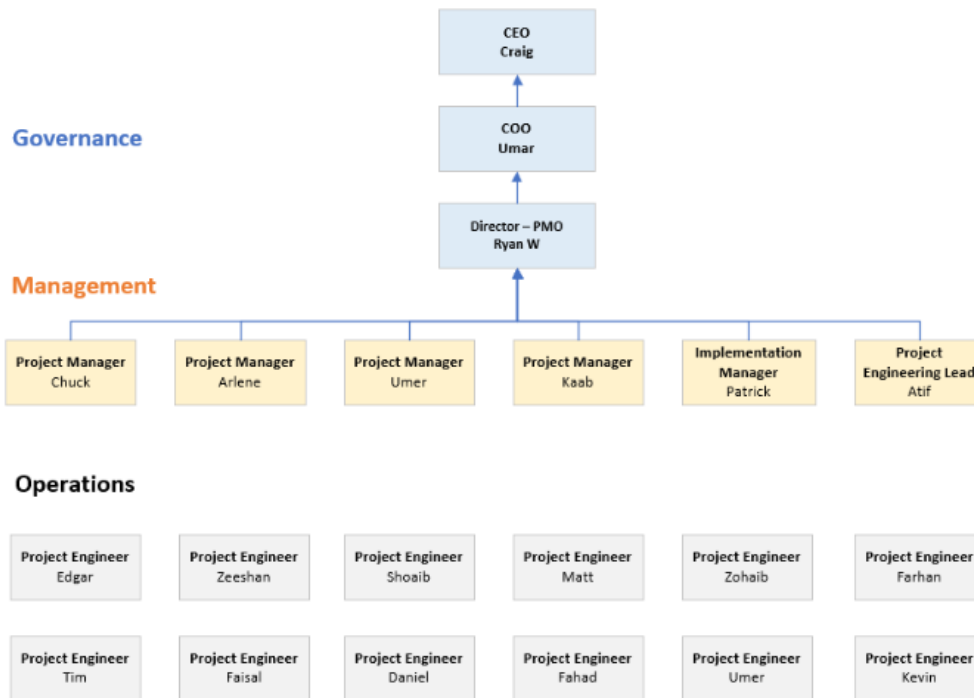 CEO
Craig
Governance
COO
Umar
Director – PMO
Ryan W
Management
Project Manager
Chuck
Project Manager
Arlene
Project Manager
Umer
Project Manager
Kaab
Implementation
Manager
Patrick
Project
Engineering Lead
Atif
Operations
Project Engineer
Edgar
Project Engineer
Zeeshan
Project Engineer
Shoaib
Project Engineer
Matt
Project Engineer
Zohaib
Project Engineer
Farhan
Project Engineer
Tim
Project Engineer
Faisal
Project Engineer
Daniel
Project Engineer
Fahad
Project Engineer
Umer
Project Engineer
Kevin